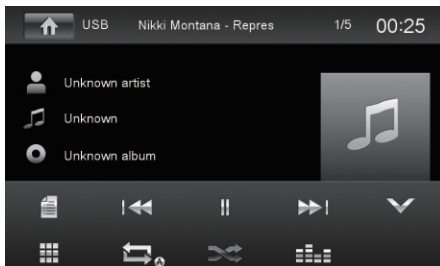 USB Nikki Montana - Repres 1/5 00:25
Unknown artist
Unknown
Unknown album